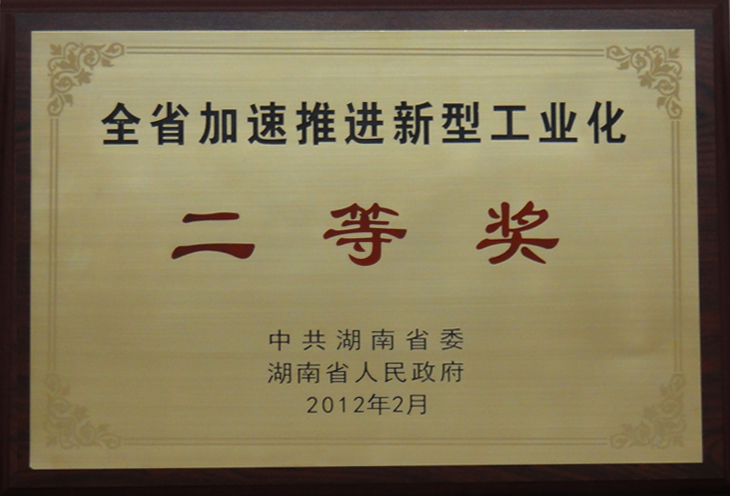 全省加速推进新型工业化
二等奖
中共湖南省委
湖南省人民政府
2012年2月